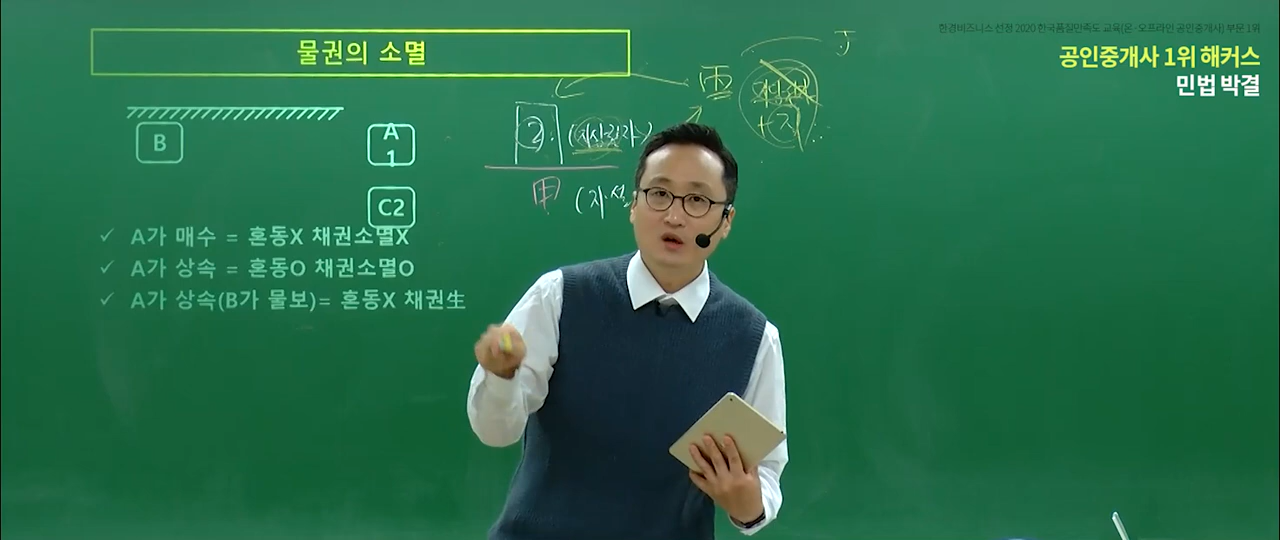 한경비즈니스 선정 2020 한국품질만족도 교육(온·오프라인 공인중개사) 부문 1위
공인중개사 1위 해커스
민법 박결
물권의 소멸
B
A
1
C2
✓ A가 매수 = 혼동X 채권소멸X
✓ A가 상속 = 혼동O 채권소멸O
✓ A가 상속(B가 물보)= 혼동X 채권生
乙
甲
(지·설